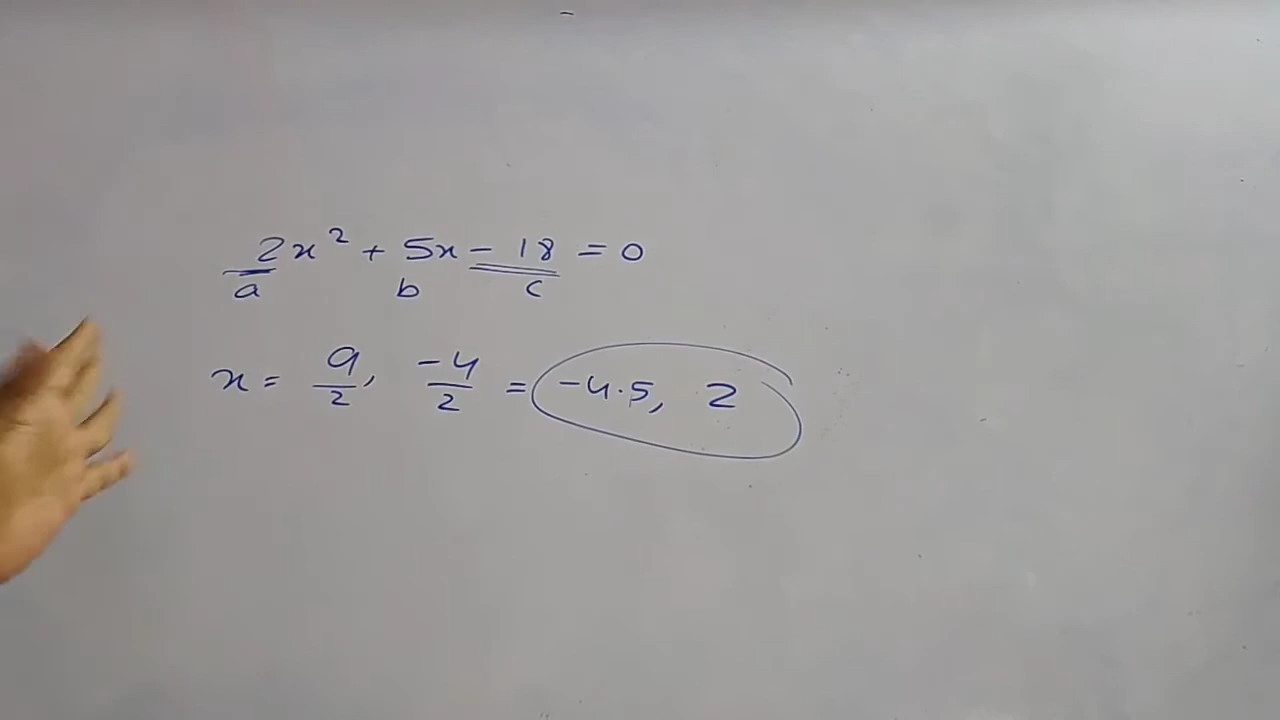 2x² + 5x - 18 = 0
a b c
x = 9/2, -4/2 = -4.5, 2